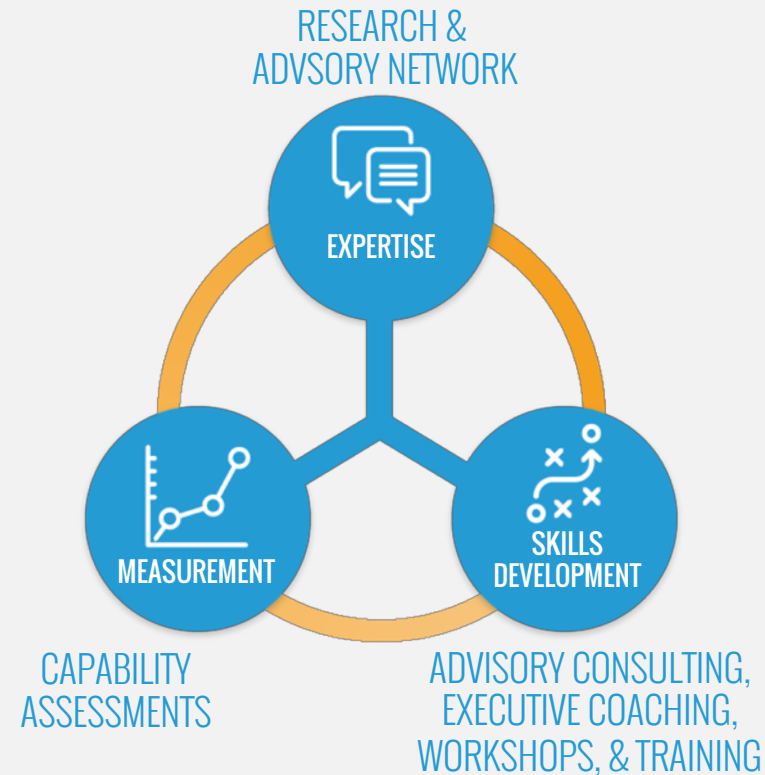 RESEARCH &
ADVSORY NETWORK
EXPERTISE
MEASUREMENT
SKILLS
DEVELOPMENT
CAPABILITY
ASSESSMENTS
ADVISORY CONSULTING,
EXECUTIVE COACHING,
WORKSHOPS, & TRAINING